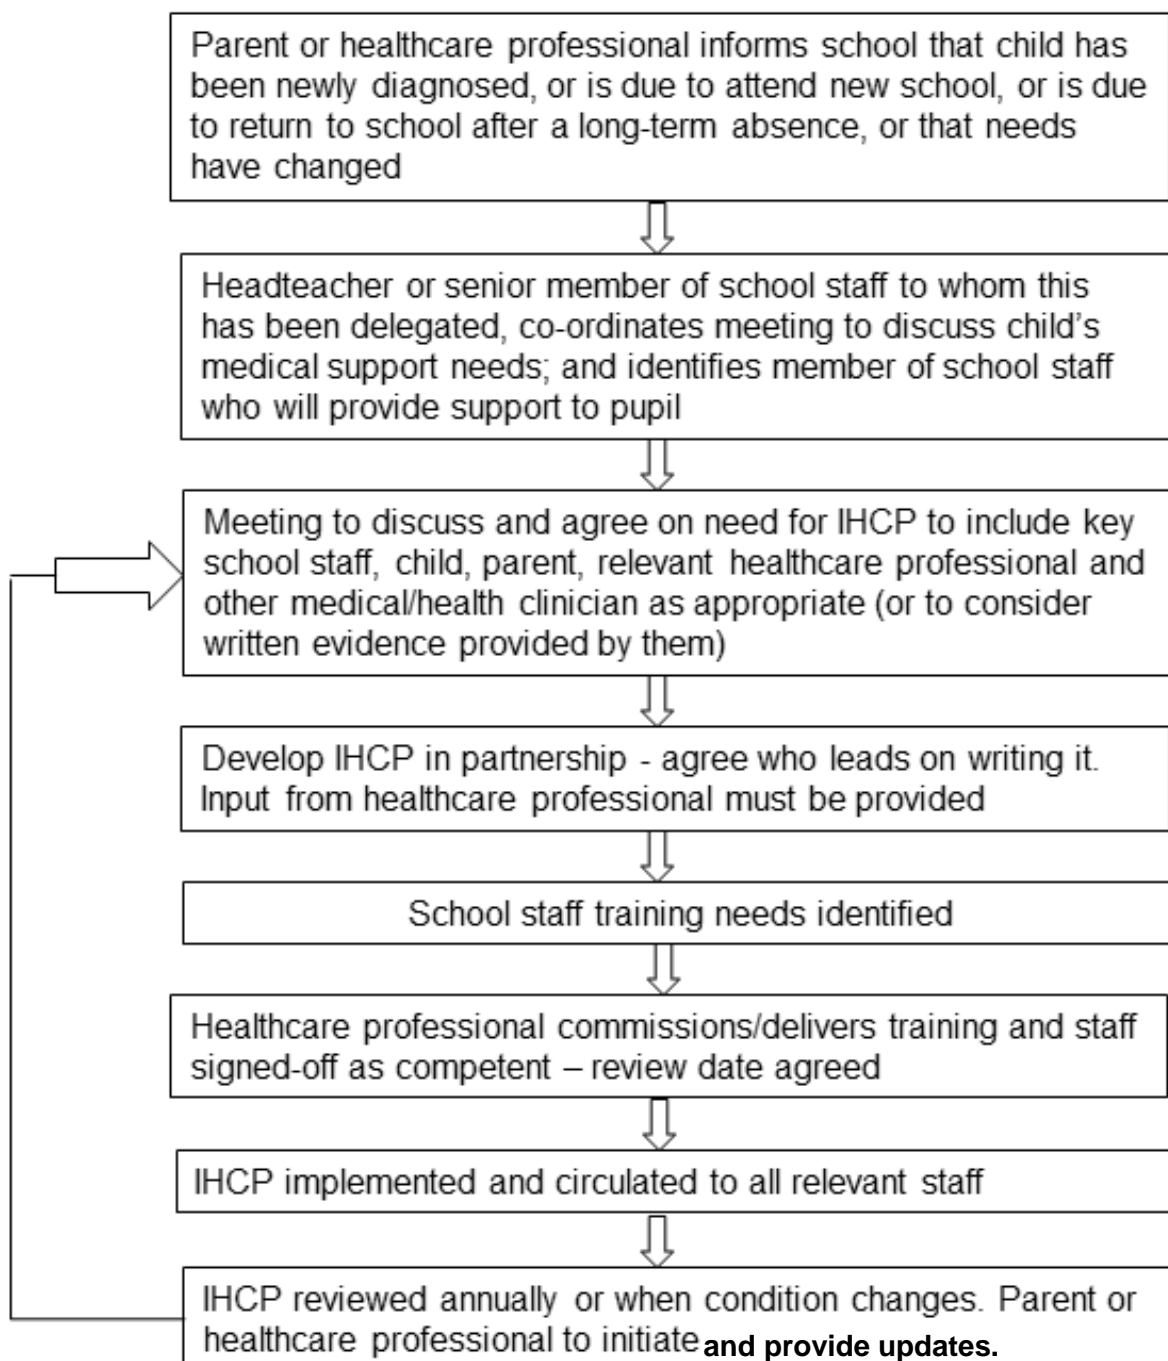 Parent or healthcare professional informs school that child has
been newly diagnosed, or is due to attend new school, or is due
to return to school after a long-term absence, or that needs
have changed
Headteacher or senior member of school staff to whom this
has been delegated, co-ordinates meeting to discuss child's
medical support needs; and identifies member of school staff
who will provide support to pupil
Meeting to discuss and agree on need for IHCP to include key
school staff, child, parent, relevant healthcare professional and
other medical/health clinician as appropriate (or to consider
written evidence provided by them)
Develop IHCP in partnership - agree who leads on writing it.
Input from healthcare professional must be provided
School staff training needs identified
Healthcare professional commissions/delivers training and staff
signed-off as competent – review date agreed
IHCP implemented and circulated to all relevant staff
IHCP reviewed annually or when condition changes. Parent or
healthcare professional to initiate and provide updates.